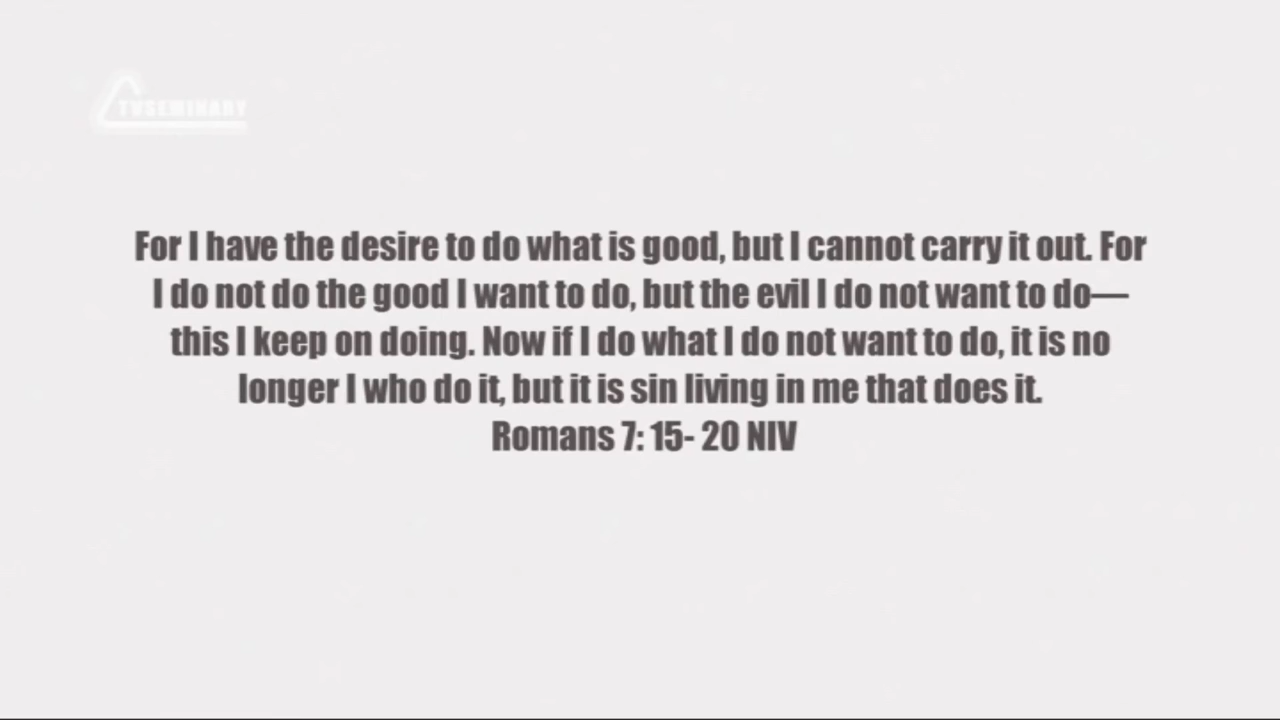 TVSEMINARY
For I have the desire to do what is good, but I cannot carry it out. For
I do not do the good I want to do, but the evil I do not want to do—
this I keep on doing. Now if I do what I do not want to do, it is no
longer I who do it, but it is sin living in me that does it.
Romans 7: 15- 20 NIV